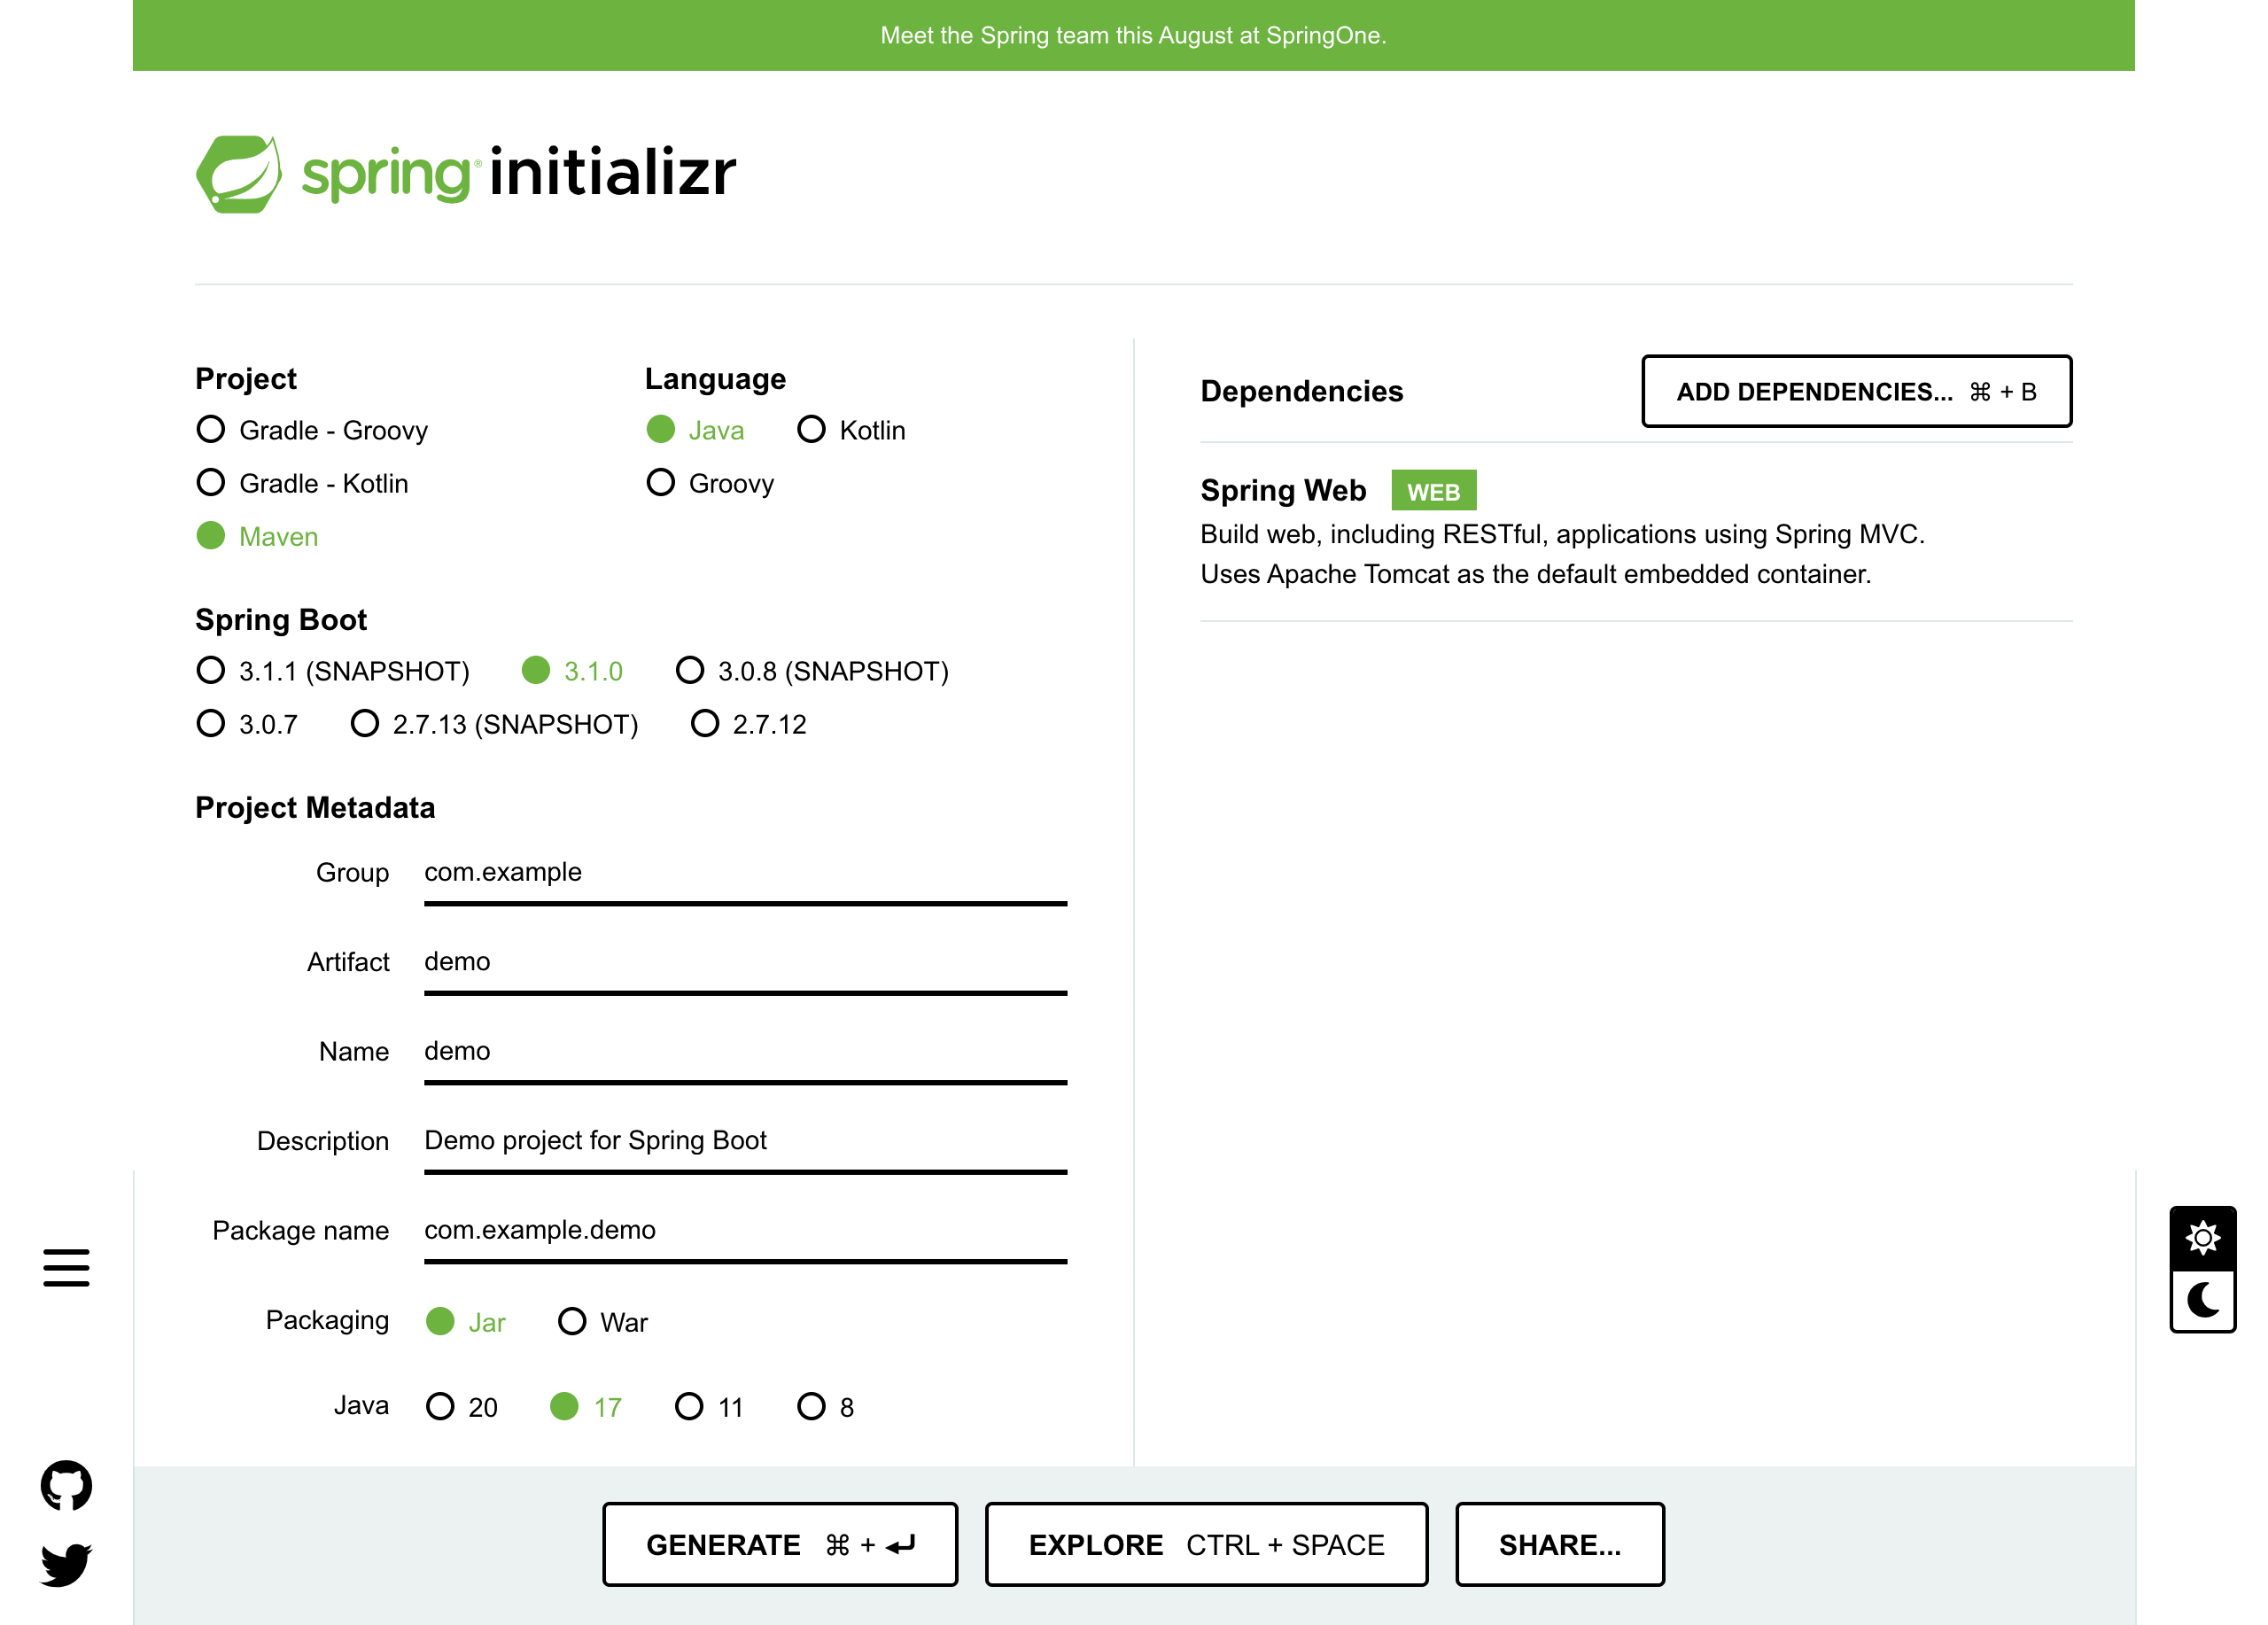 Meet the Spring team this August at SpringOne.
spring® initializr
Project
Gradle - Groovy
Gradle - Kotlin
Maven
Language
Java Kotlin
Groovy
Spring Boot
3.1.1 (SNAPSHOT) 3.1.0 3.0.8 (SNAPSHOT)
3.0.7 2.7.13 (SNAPSHOT) 2.7.12
Project Metadata
Group com.example
Artifact demo
Name demo
Description Demo project for Spring Boot
Package name com.example.demo
Packaging Jar War
Java 20 17 11 8
Dependencies
ADD DEPENDENCIES... ⌘ + B
Spring Web WEB
Build web, including RESTful, applications using Spring MVC.
Uses Apache Tomcat as the default embedded container.
GENERATE ⌘ + ⏎
EXPLORE CTRL + SPACE
SHARE...